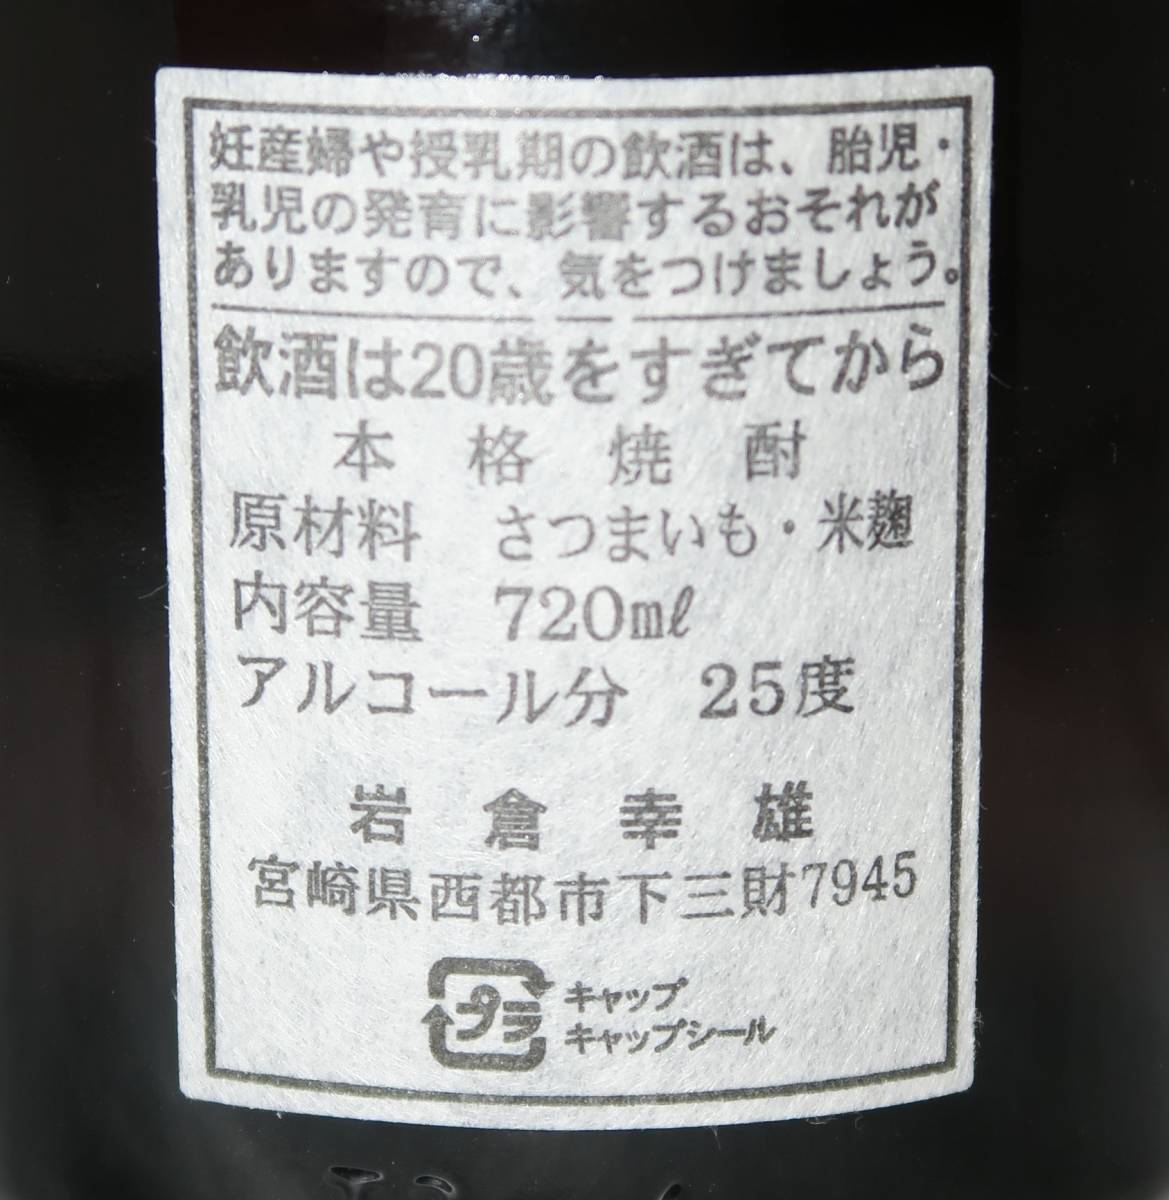 妊産婦や授乳期の飲酒は、胎児・
乳児の発育に影響するおそれが
ありますので、気をつけましょう。
飲酒は20歳をすぎてから
本格焼酎
原材料　さつまいも・米麹
内容量　720㎖
アルコール分　25度
岩倉幸雄
宮崎県西都市下三財7945
プラ
キャップ
キャップシール